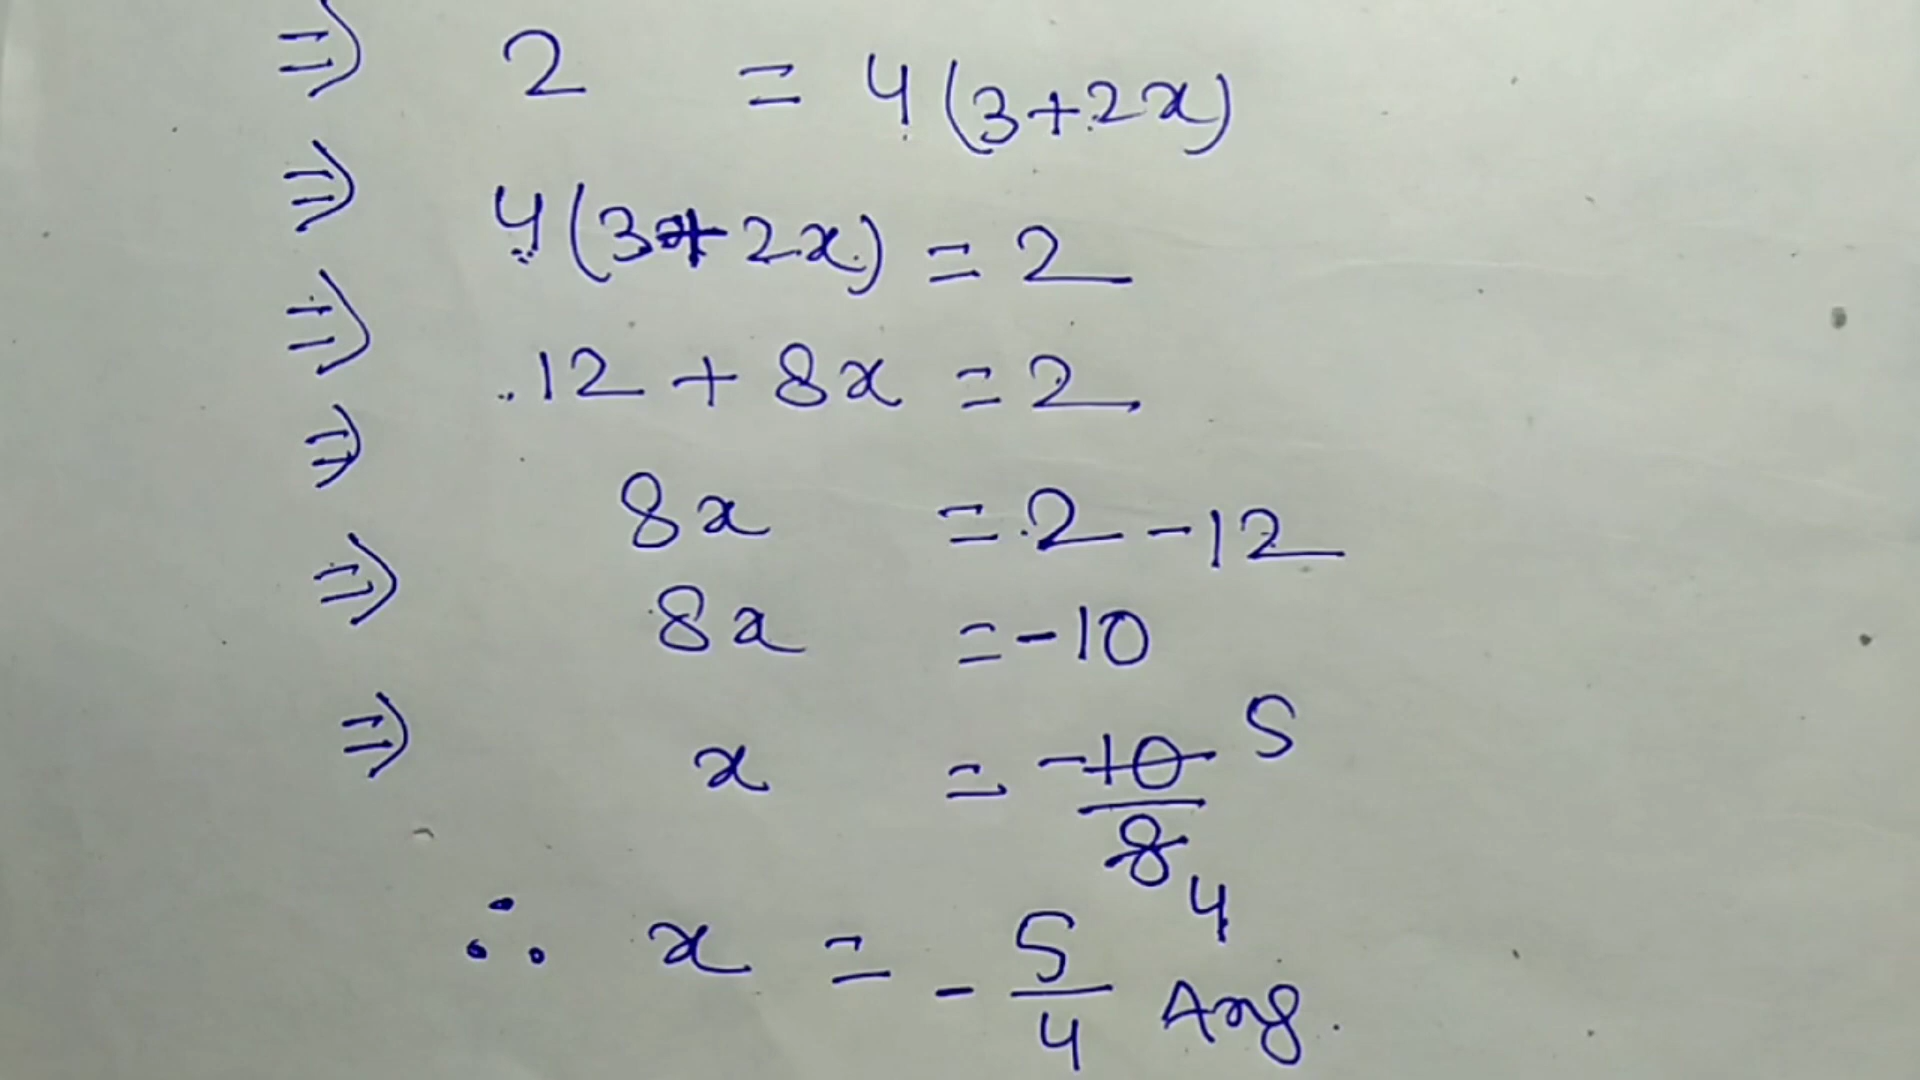 ⇒ 2 = 4(3+2x)
⇒ 4(3+2x) = 2
⇒ 12 + 8x = 2
⇒ 8x = 2 - 12
⇒ 8x = -10
⇒ x = -10/8 5 4
∴ x = -5/4 Ans.